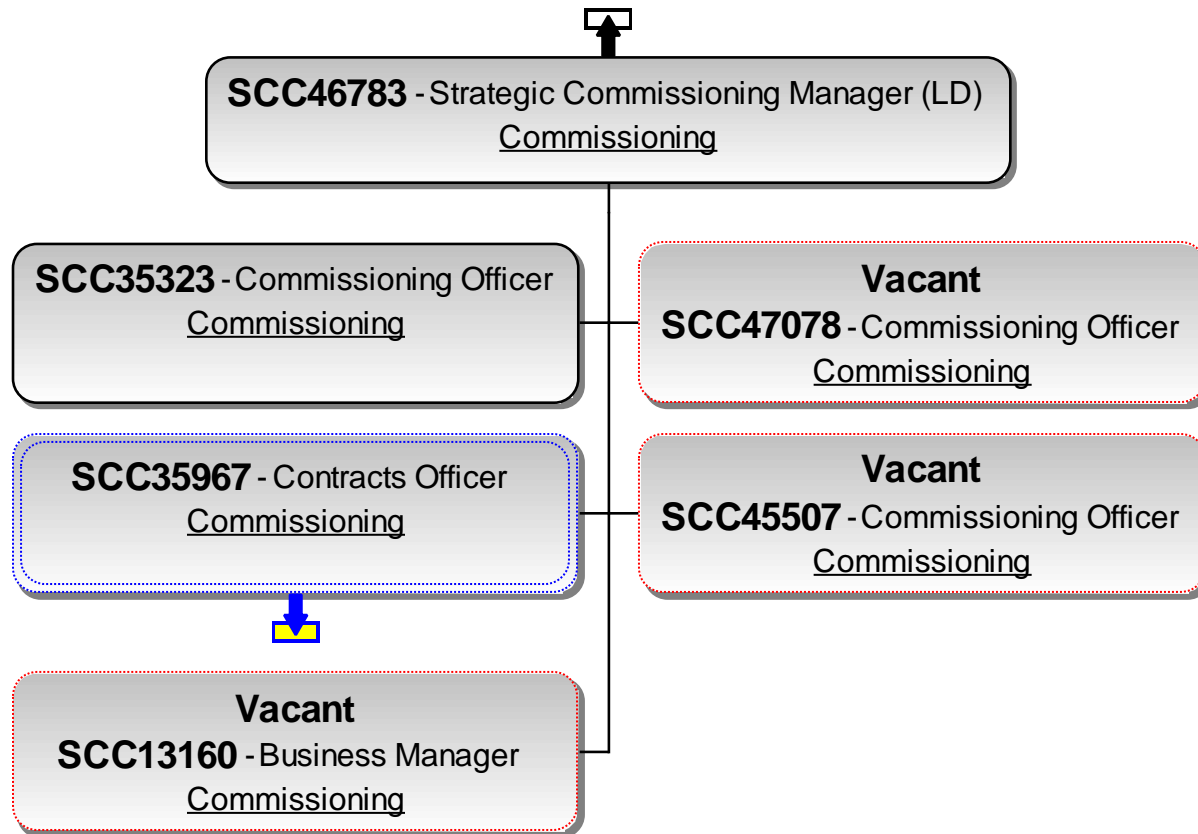 SCC46783 - Strategic Commissioning Manager (LD)
Commissioning
SCC35323 - Commissioning Officer
Commissioning
Vacant
SCC47078 - Commissioning Officer
Commissioning
SCC35967 - Contracts Officer
Commissioning
Vacant
SCC45507 - Commissioning Officer
Commissioning
Vacant
SCC13160 - Business Manager
Commissioning